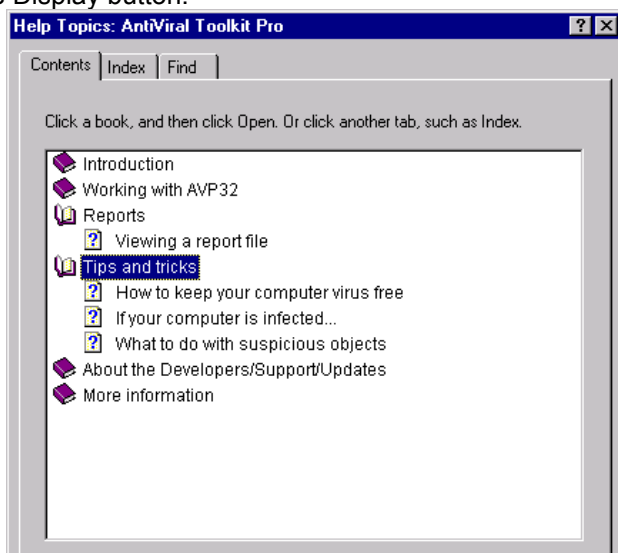 Display button.
Help Topics: AntiViral Toolkit Pro
Contents Index Find
Click a book, and then click Open. Or click another tab, such as Index.
Introduction
Working with AVP32
Reports
Viewing a report file
Tips and tricks
How to keep your computer virus free
If your computer is infected...
What to do with suspicious objects
About the Developers/Support/Updates
More information